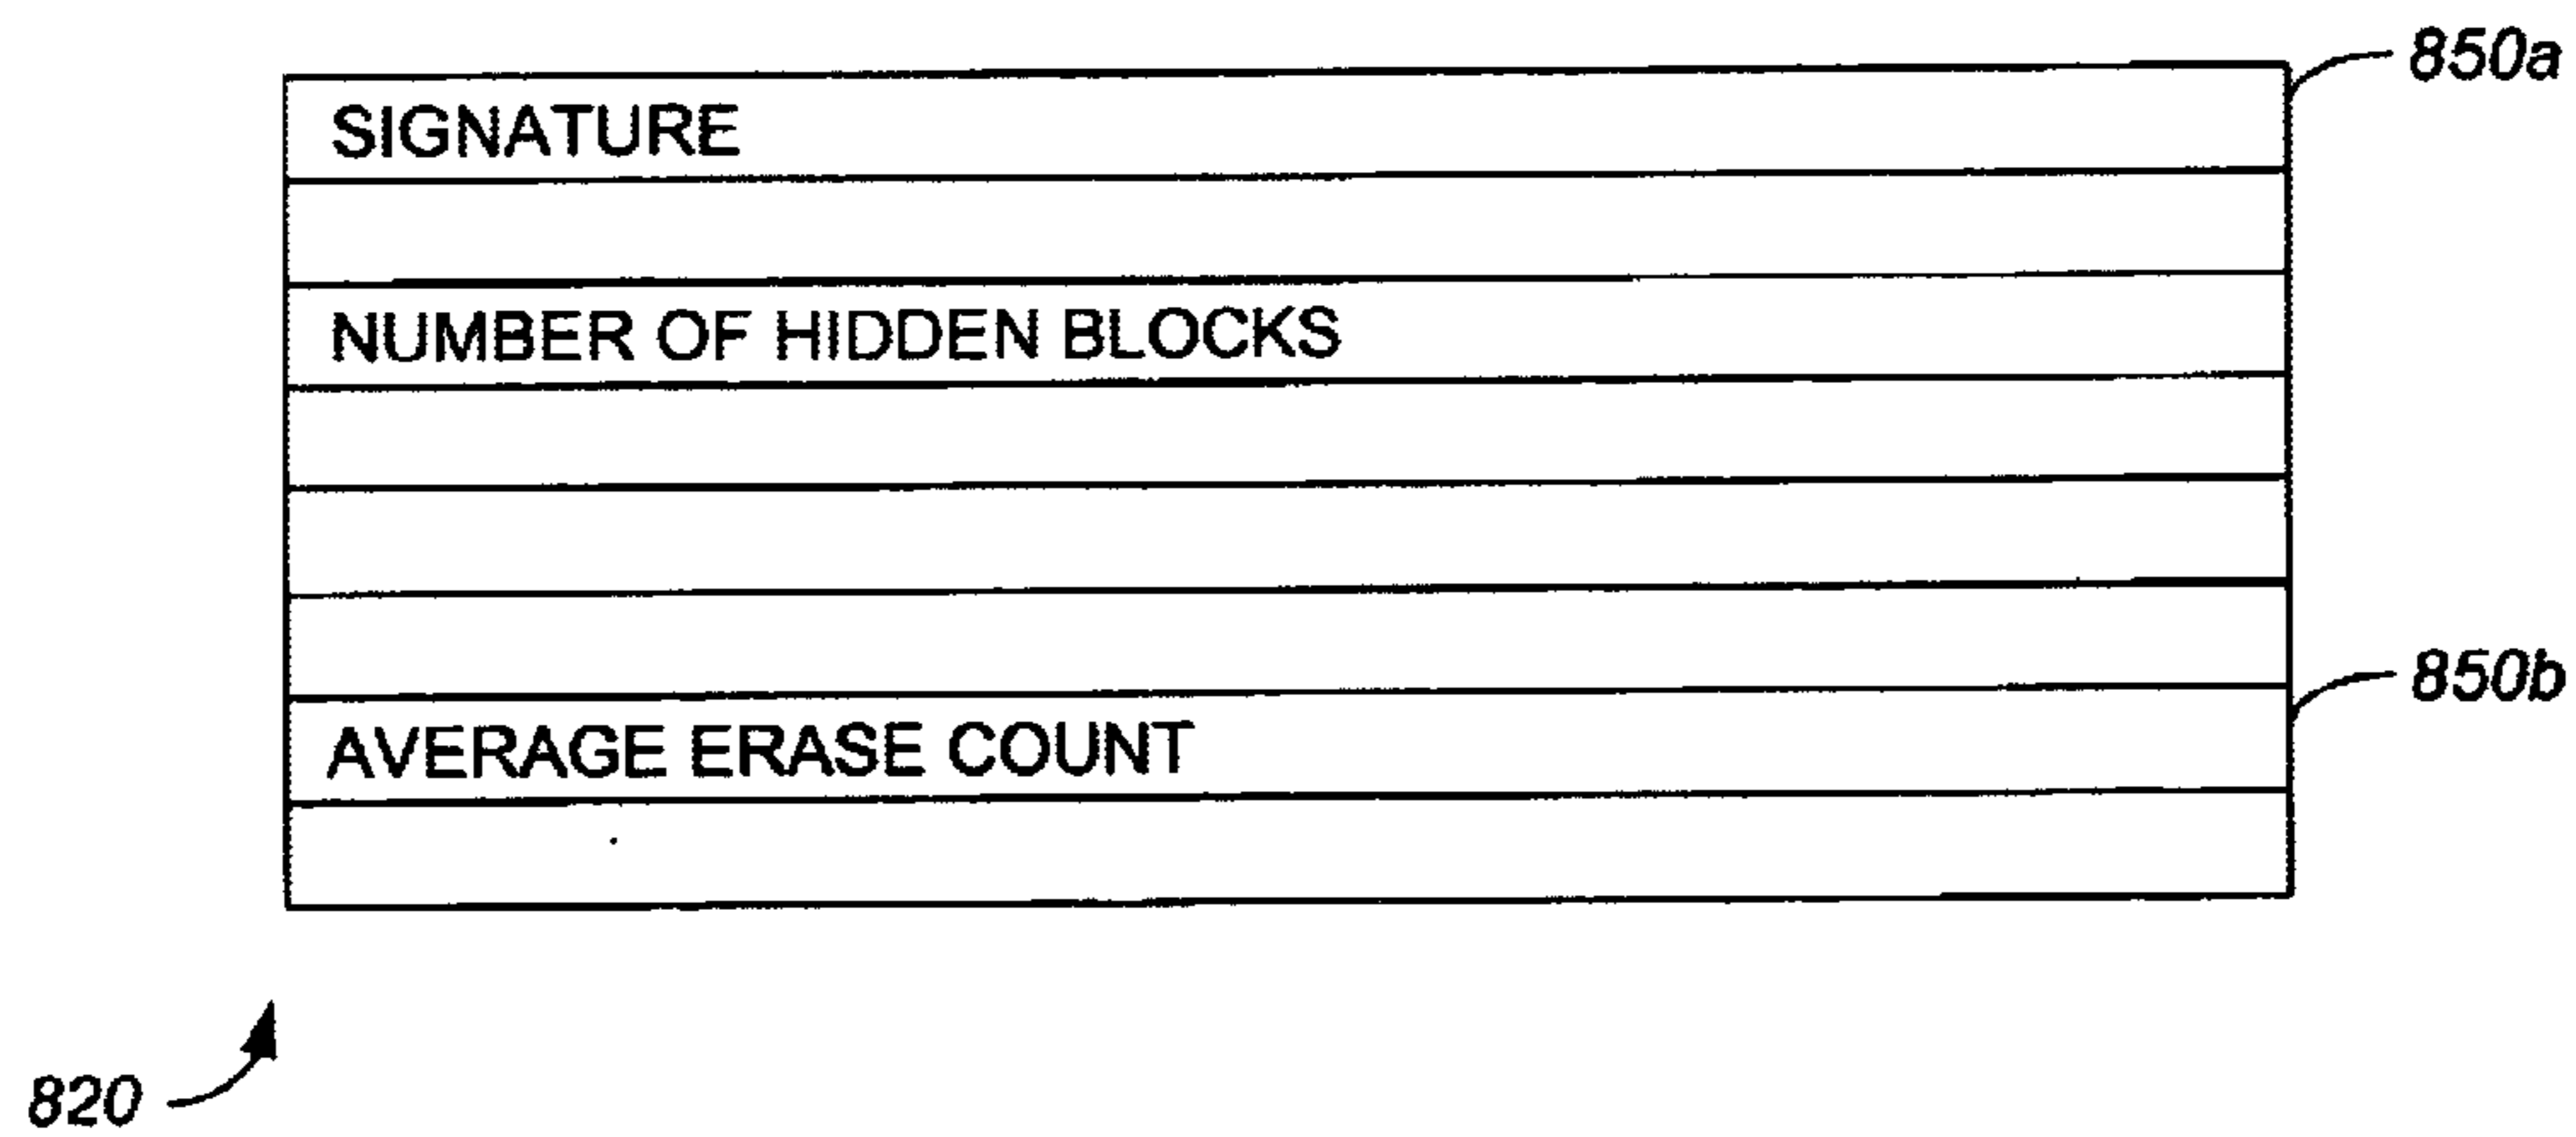 850a
SIGNATURE
NUMBER OF HIDDEN BLOCKS
850b
AVERAGE ERASE COUNT
820